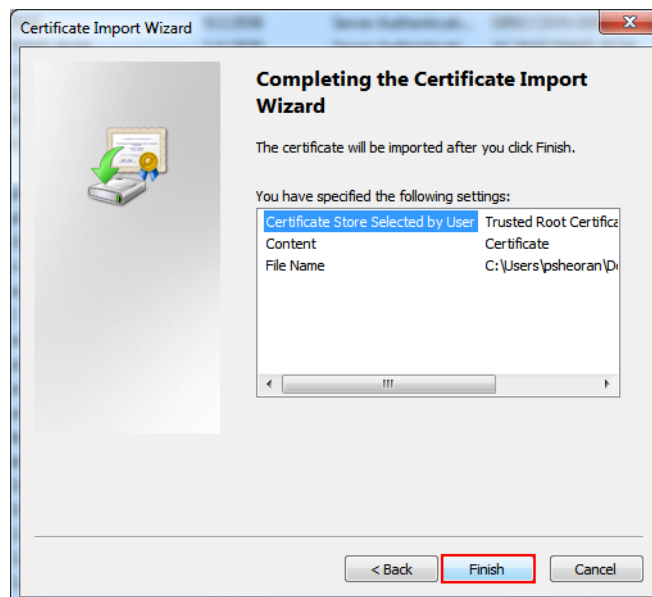 Certificate Import Wizard
Completing the Certificate Import
Wizard
The certificate will be imported after you click Finish.
You have specified the following settings:
Certificate Store Selected by User Trusted Root Certifica
Content Certificate
File Name C:\Users\psheoran\D
< Back Finish Cancel